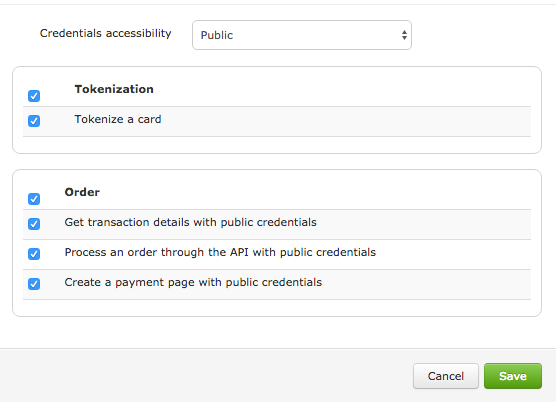 Credentials accessibility Public
Tokenization
Tokenize a card
Order
Get transaction details with public credentials
Process an order through the API with public credentials
Create a payment page with public credentials
Cancel Save